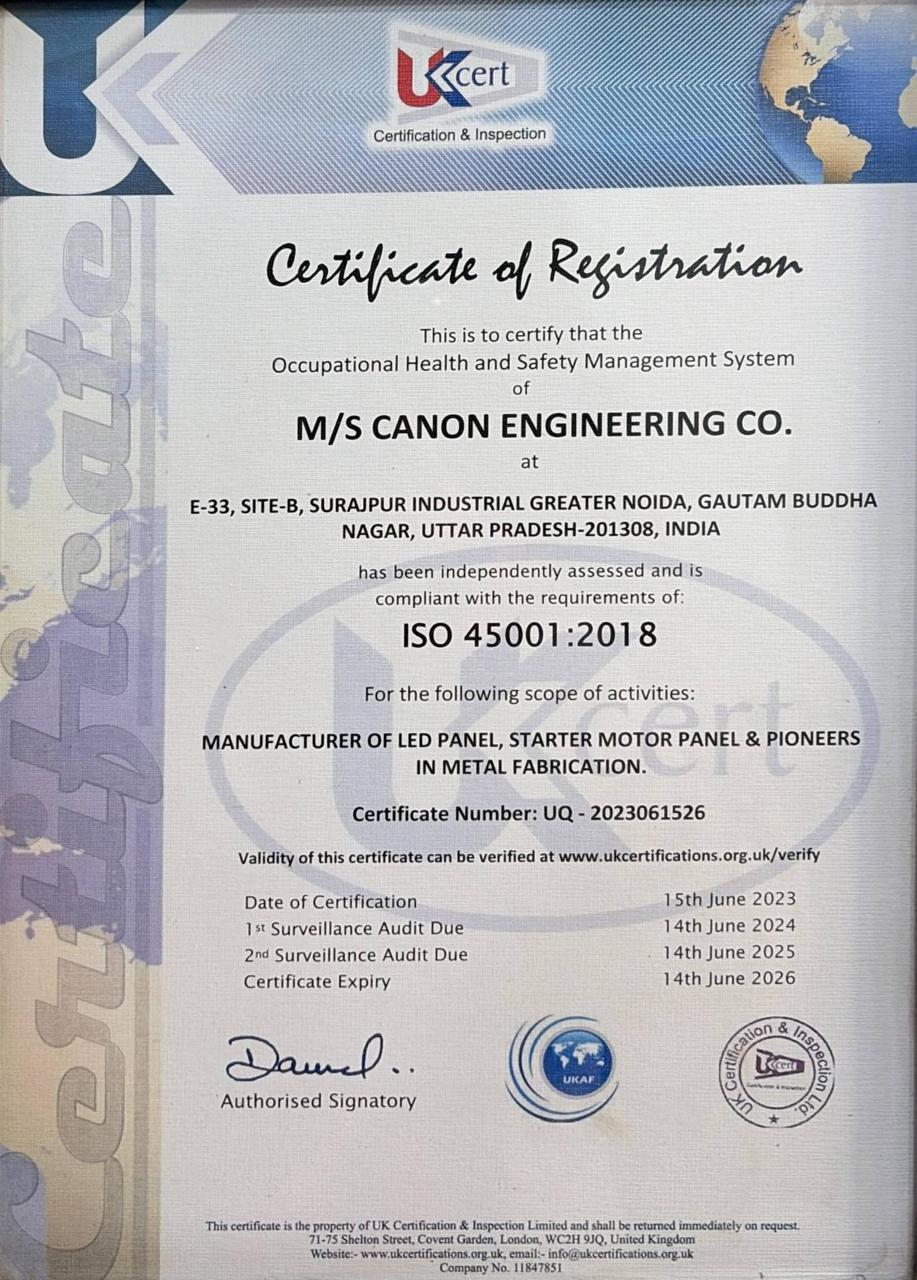 UK cert
Certification & Inspection
Certificate
Certificate of Registration
This is to certify that the
Occupational Health and Safety Management System
of
M/S CANON ENGINEERING CO.
at
E-33, SITE-B, SURAJPUR INDUSTRIAL GREATER NOIDA, GAUTAM BUDDHA
NAGAR, UTTAR PRADESH-201308, INDIA
has been independently assessed and is
compliant with the requirements of:
ISO 45001:2018
For the following scope of activities:
MANUFACTURER OF LED PANEL, STARTER MOTOR PANEL & PIONEERS
IN METAL FABRICATION.
Certificate Number: UQ - 2023061526
Validity of this certificate can be verified at www.ukcertifications.org.uk/verify
Date of Certification 15th June 2023
1st Surveillance Audit Due 14th June 2024
2nd Surveillance Audit Due 14th June 2025
Certificate Expiry 14th June 2026
Authorised Signatory
UKAF
UK Certification & Inspection Ltd.
UK cert
This certificate is the property of UK Certification & Inspection Limited and shall be returned immediately on request.
71-75 Shelton Street, Covent Garden, London, WC2H 9JQ, United Kingdom
Website:- www.ukcertifications.org.uk, email:- info@ukcertifications.org.uk
Company No. 11847851